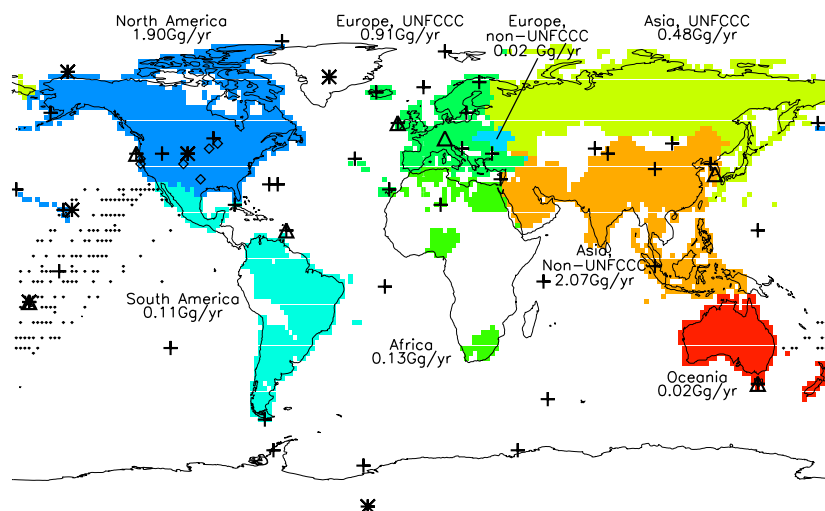 North America
1.90Gg/yr
Europe, UNFCCC
0.91Gg/yr
Europe,
non-UNFCCC
0.02 Gg/yr
Asia, UNFCCC
0.48Gg/yr
Asia,
Non-UNFCCC
2.07Gg/yr
South America
0.11Gg/yr
Africa
0.13Gg/yr
Oceania
0.02Gg/yr